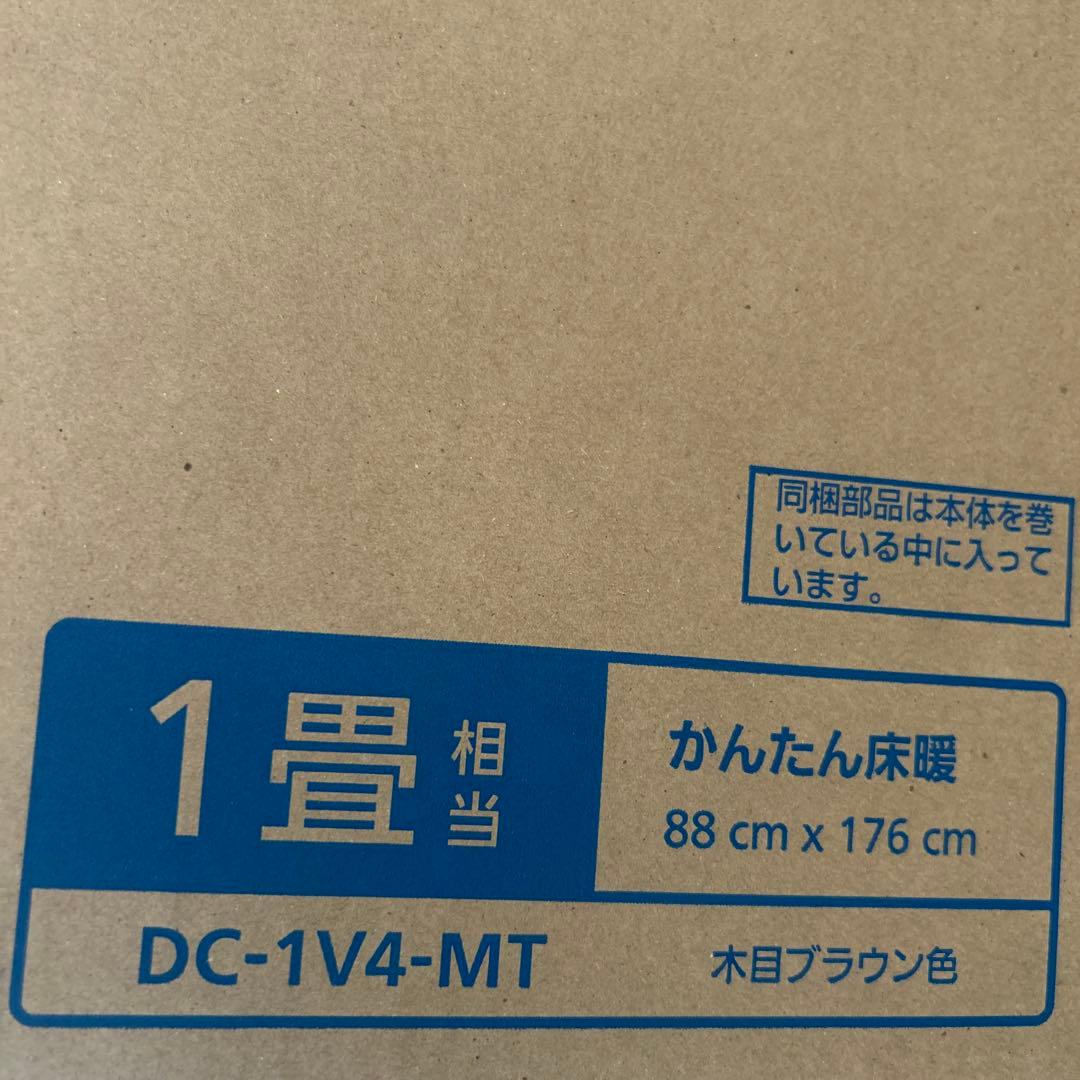 同梱部品は本体を巻
いている中に入って
います。
1畳相当
かんたん床暖
88 cm x 176 cm
DC-1V4-MT
木目ブラウン色